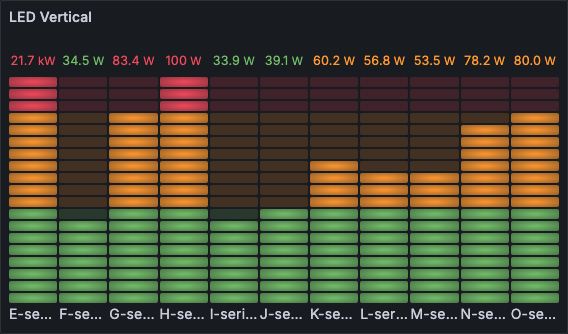 LED Vertical
21.7 kW 34.5 W 83.4 W 100 W 33.9 W 39.1 W 60.2 W 56.8 W 53.5 W 78.2 W 80.0 W
E-se... F-se... G-se... H-se... I-seri... J-se... K-se... L-ser... M-se... N-se... O-se...